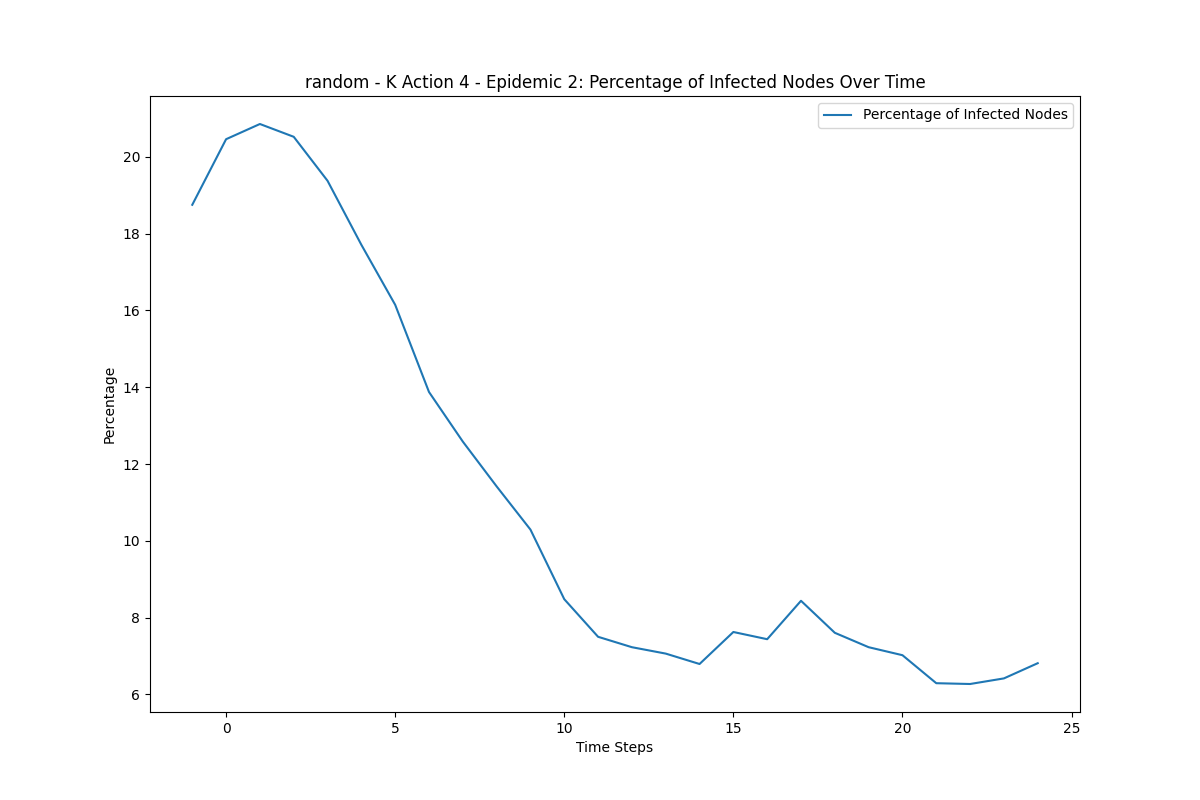 random - K Action 4 - Epidemic 2: Percentage of Infected Nodes Over Time
Percentage of Infected Nodes
Percentage
20
18
16
14
12
10
8
6
0 5 10 15 20 25
Time Steps